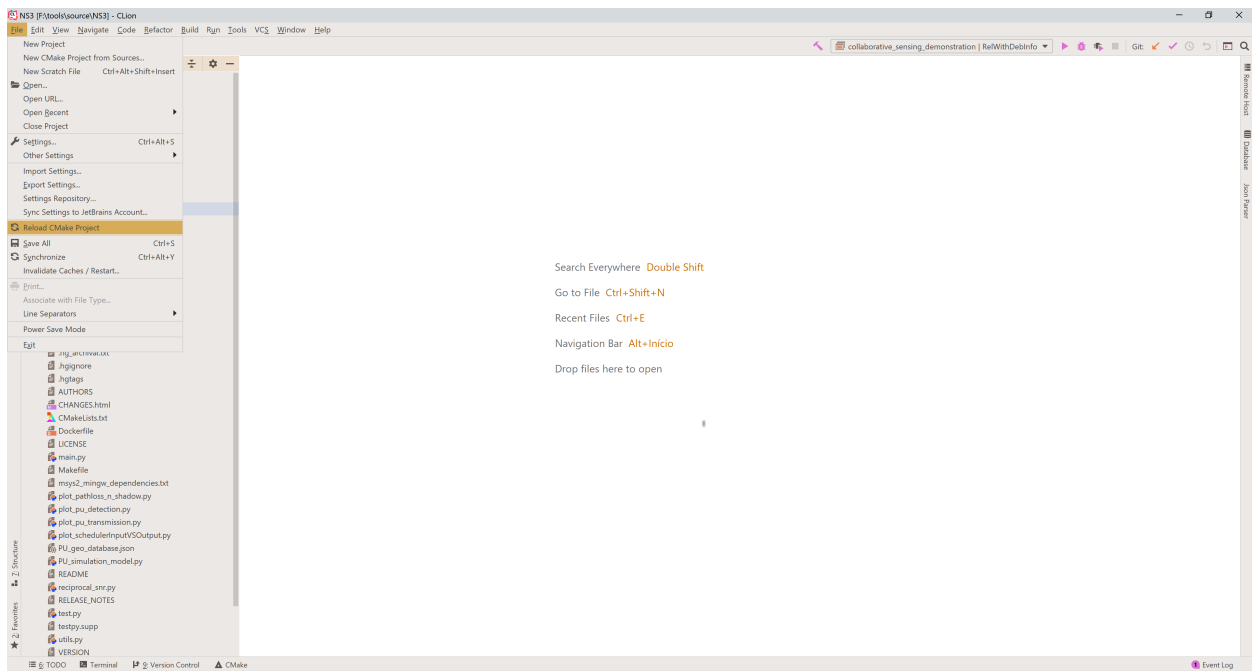 NS3 [F:\tools\source\NS3] - CLion
File Edit View Navigate Code Refactor Build Run Tools VCS Window Help
collaborative_sensing_demonstration | RelWithDebInfo
Git:
New Project
New CMake Project from Sources...
New Scratch File Ctrl+Alt+Shift+Insert
Open...
Open URL...
Open Recent
Close Project
Settings... Ctrl+Alt+S
Other Settings
Import Settings...
Export Settings...
Settings Repository...
Sync Settings to JetBrains Account...
Reload CMake Project
Save All Ctrl+S
Synchronize Ctrl+Alt+Y
Invalidate Caches / Restart...
Print...
Associate with File Type...
Line Separators
Power Save Mode
Exit
.hg_archival.txt
.hgignore
.hgtags
AUTHORS
CHANGES.html
CMakeLists.txt
Dockerfile
LICENSE
main.py
Makefile
msys2_mingw_dependencies.txt
plot_pathloss_n_shadow.py
plot_pu_detection.py
plot_pu_transmission.py
plot_schedulerInputVSOutput.py
PU_geo_database.json
PU_simulation_model.py
README
reciprocal_snr.py
RELEASE_NOTES
test.py
testpy.supp
utils.py
VERSION
Z: Structure
2: Favorites
Search Everywhere Double Shift
Go to File Ctrl+Shift+N
Recent Files Ctrl+E
Navigation Bar Alt+Início
Drop files here to open
Remote Host
Database
Json Parser
6: TODO Terminal 9: Version Control CMake
1 Event Log